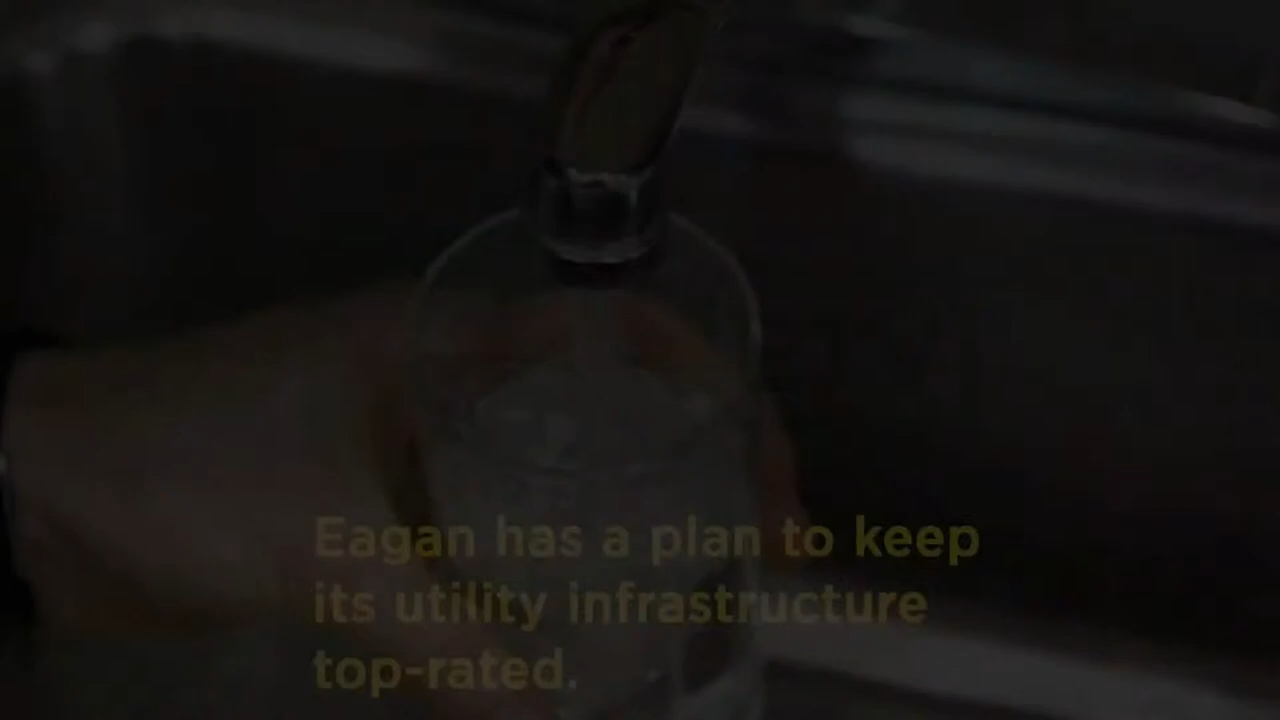 Eagan has a plan to keep
its utility infrastructure
top-rated.